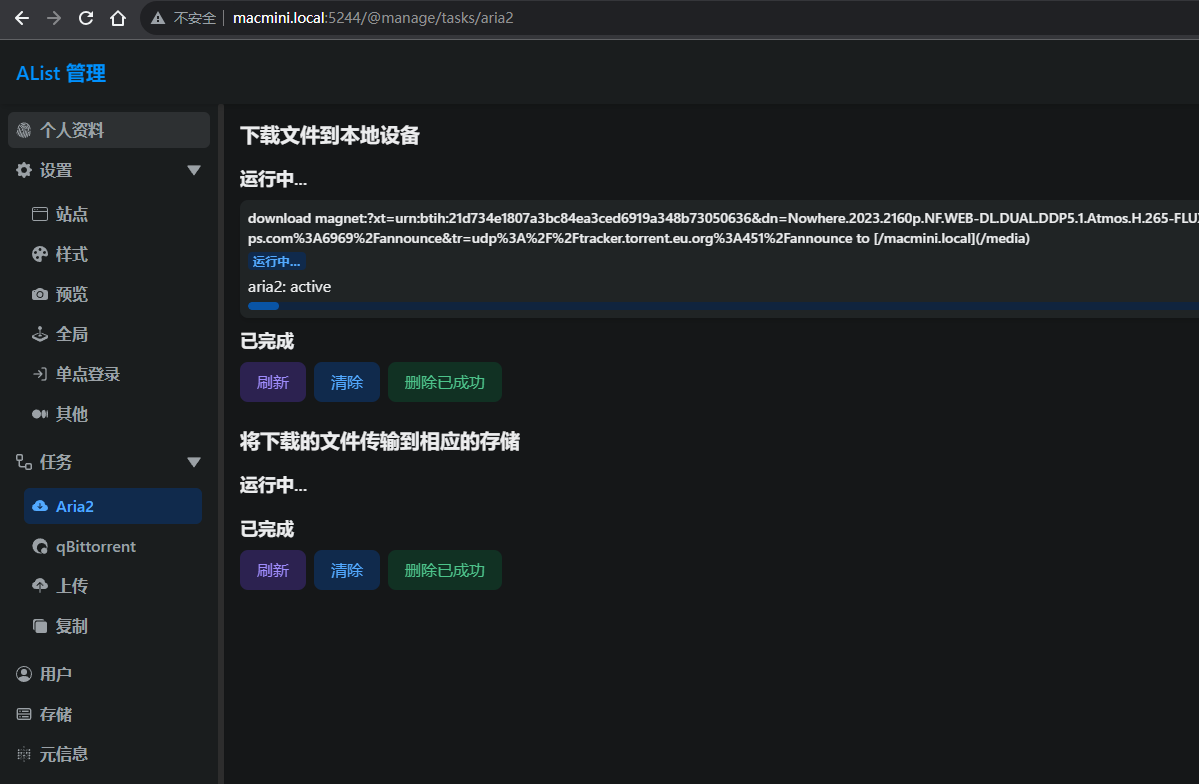 不安全 macmini.local:5244/@manage/tasks/aria2
AList 管理
个人资料
设置
站点
样式
预览
全局
单点登录
其他
任务
Aria2
qBittorrent
上传
复制
用户
存储
元信息
下载文件到本地设备
运行中...
download magnet:?xt=urn:btih:21d734e1807a3bc84ea3ced6919a348b73050636&dn=Nowhere.2023.2160p.NF.WEB-DL.DUAL.DDP5.1.Atmos.H.265-FLUX
ps.com%3A6969%2Fannounce&tr=udp%3A%2F%2Ftracker.torrent.eu.org%3A451%2Fannounce to [/macmini.local](/media)
运行中...
aria2: active
已完成
刷新 清除 删除已成功
将下载的文件传输到相应的存储
运行中...
已完成
刷新 清除 删除已成功